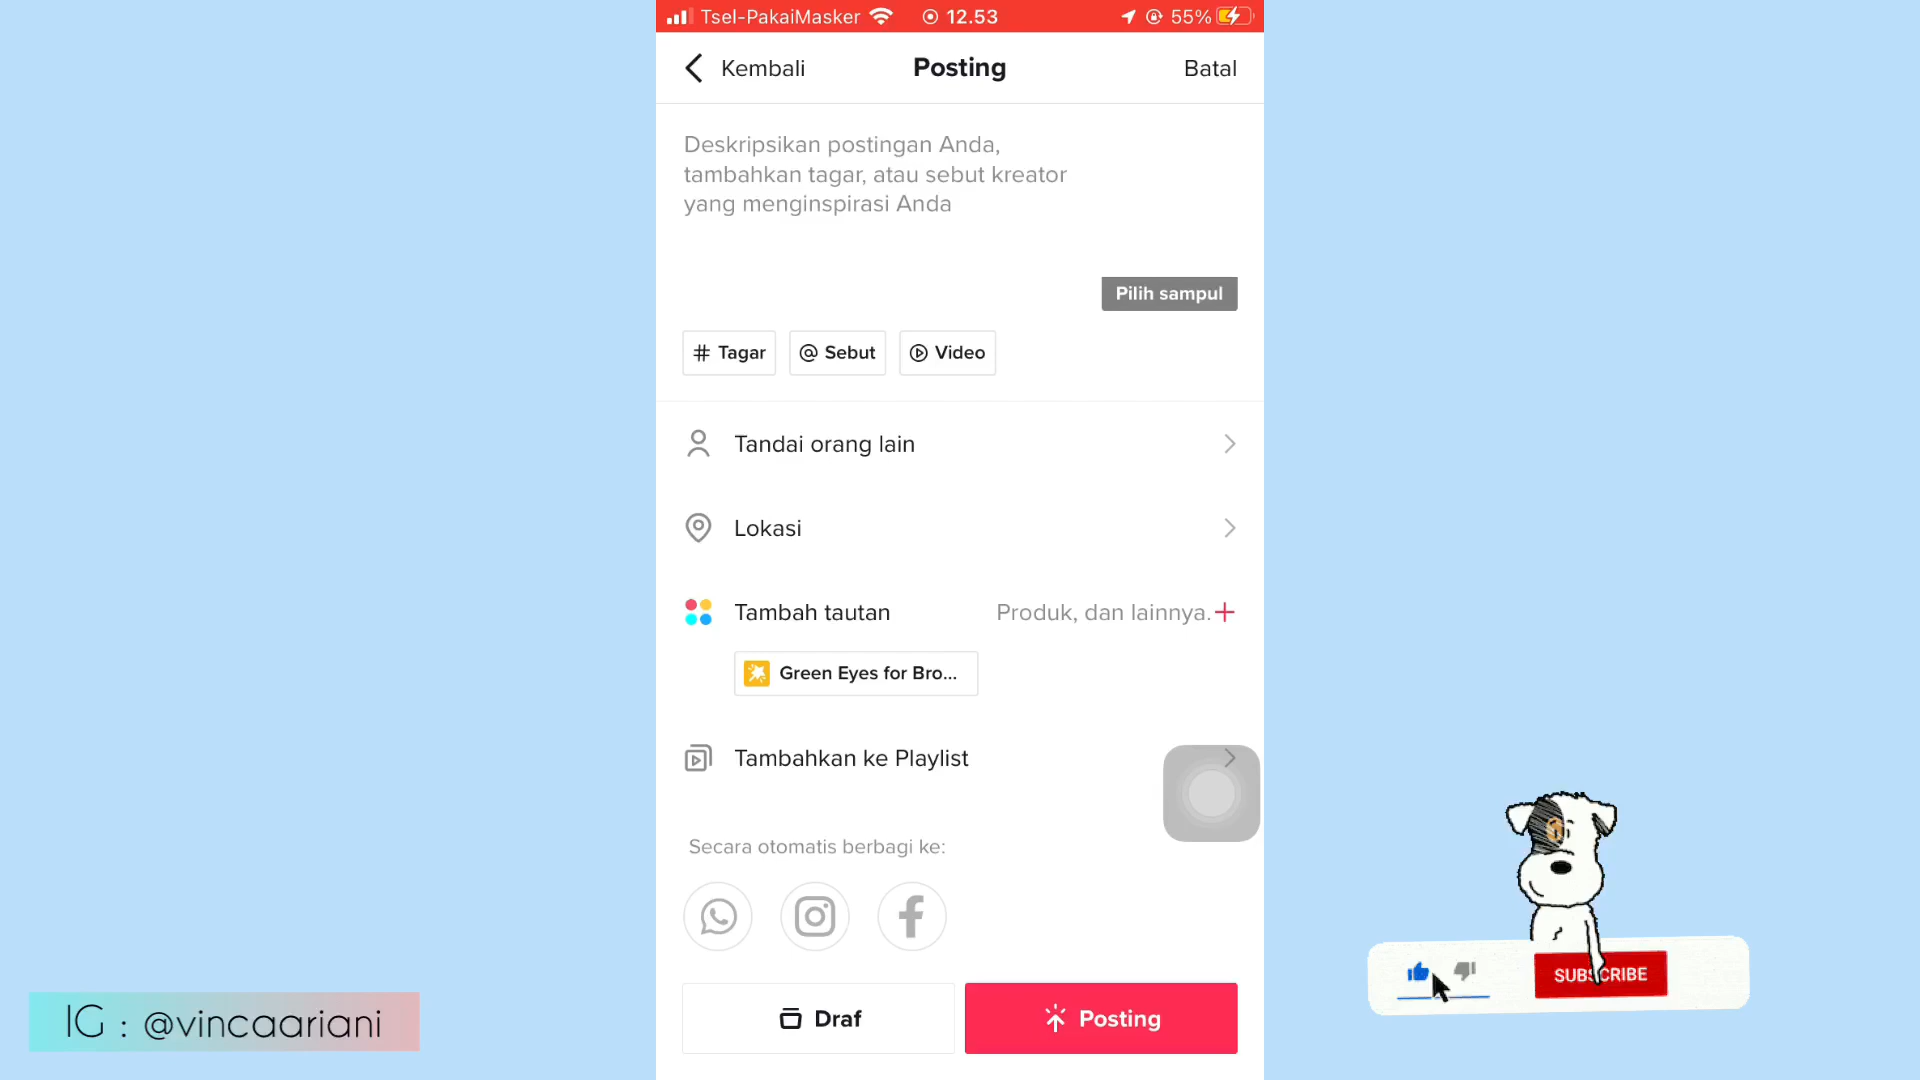 Tsel-PakaiMasker 12.53 55%
Kembali Posting Batal
Deskripsikan postingan Anda,
tambahkan tagar, atau sebut kreator
yang menginspirasi Anda
Pilih sampul
# Tagar @ Sebut Video
Tandai orang lain
Lokasi
Tambah tautan Produk, dan lainnya. +
Green Eyes for Bro...
Tambahkan ke Playlist
Secara otomatis berbagi ke:
Draf Posting
SUBSCRIBE
IG : @vincaariani